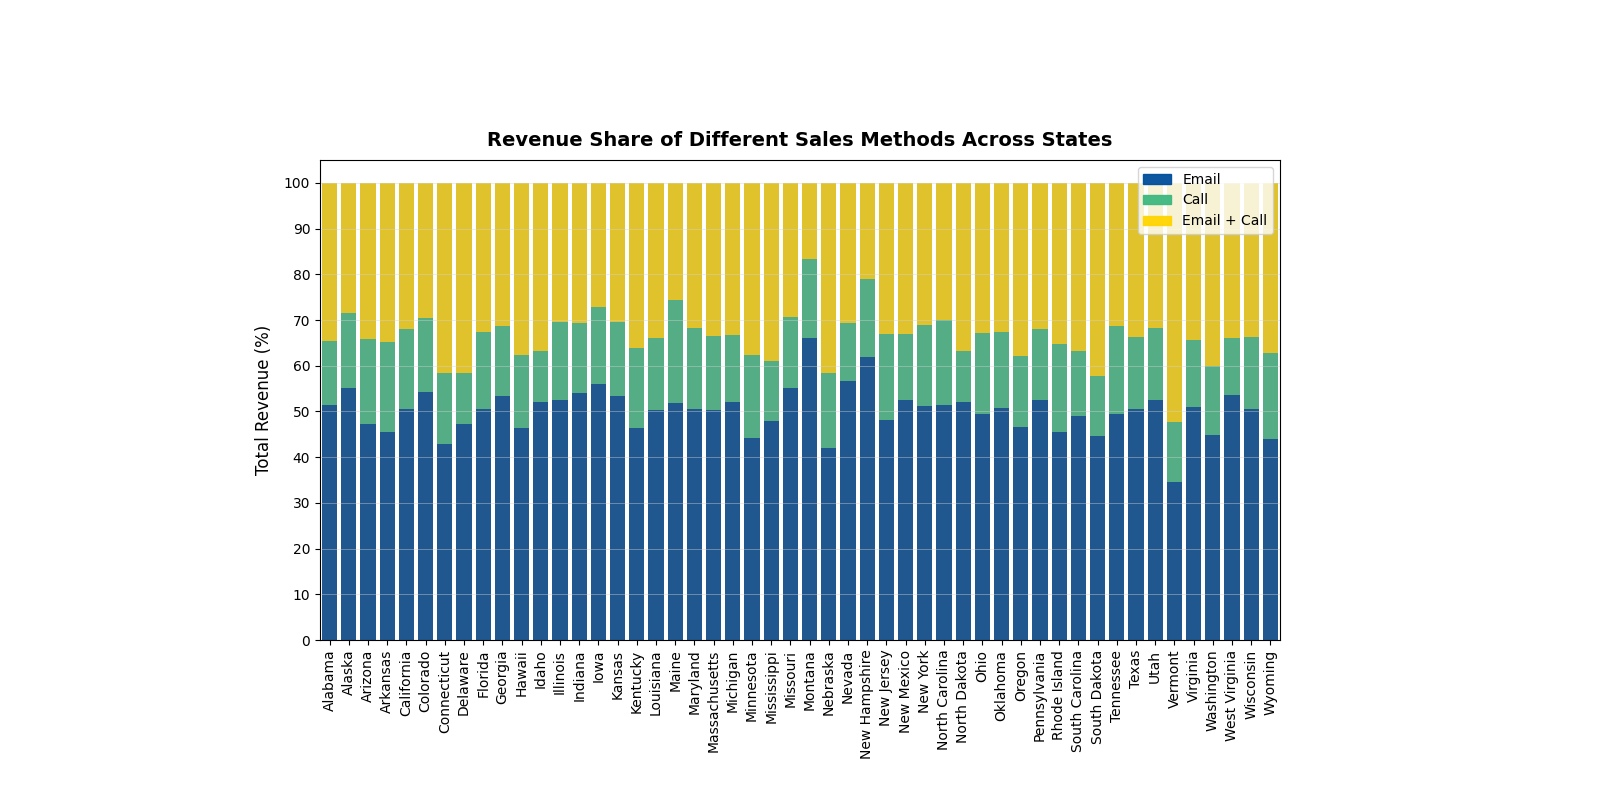 Revenue Share of Different Sales Methods Across States
Email
Call
Email + Call
Total Revenue (%)
100
90
80
70
60
50
40
30
20
10
0
Alabama
Alaska
Arizona
Arkansas
California
Colorado
Connecticut
Delaware
Florida
Georgia
Hawaii
Idaho
Illinois
Indiana
Iowa
Kansas
Kentucky
Louisiana
Maine
Maryland
Massachusetts
Michigan
Minnesota
Mississippi
Missouri
Montana
Nebraska
Nevada
New Hampshire
New Jersey
New Mexico
New York
North Carolina
North Dakota
Ohio
Oklahoma
Oregon
Pennsylvania
Rhode Island
South Carolina
South Dakota
Tennessee
Texas
Utah
Vermont
Virginia
Washington
West Virginia
Wisconsin
Wyoming